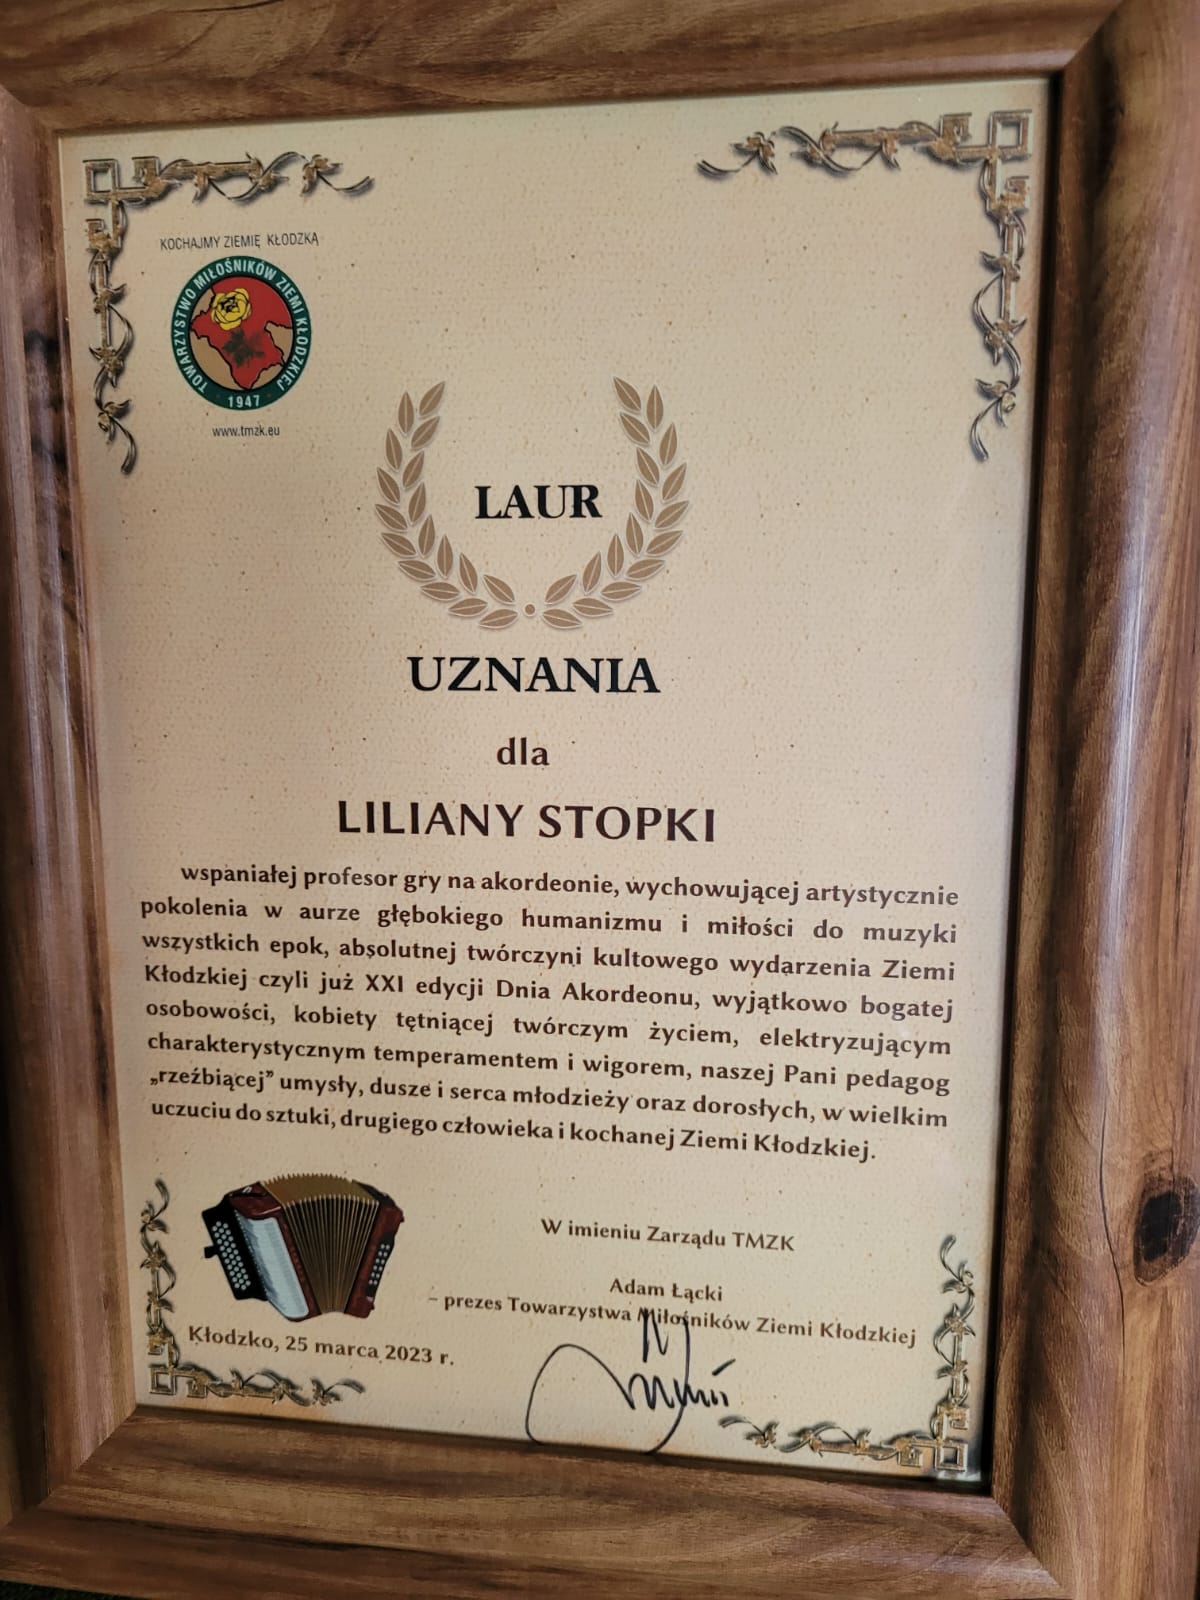 KOCHAJMY ZIEMIĘ KŁODZKĄ
TOWARZYSTWO MIŁOŚNIKÓW ZIEMI KŁODZKIEJ
1947
www.tmzk.eu
LAUR
UZNANIA
dla
LILIANY STOPKI
wspaniałej profesor gry na akordeonie, wychowującej artystycznie
pokolenia w aurze głębokiego humanizmu i miłości do muzyki
wszystkich epok, absolutnej twórczyni kultowego wydarzenia Ziemi
Kłodzkiej czyli już XXI edycji Dnia Akordeonu, wyjątkowo bogatej
osobowości, kobiety tętniącej twórczym życiem, elektryzującym
charakterystycznym temperamentem i wigorem, naszej Pani pedagog
„rzeźbiącej” umysły, dusze i serca młodzieży oraz dorosłych, w wielkim
uczuciu do sztuki, drugiego człowieka i kochanej Ziemi Kłodzkiej.
W imieniu Zarządu TMZK
Adam Łącki
– prezes Towarzystwa Miłośników Ziemi Kłodzkiej
Kłodzko, 25 marca 2023 r.